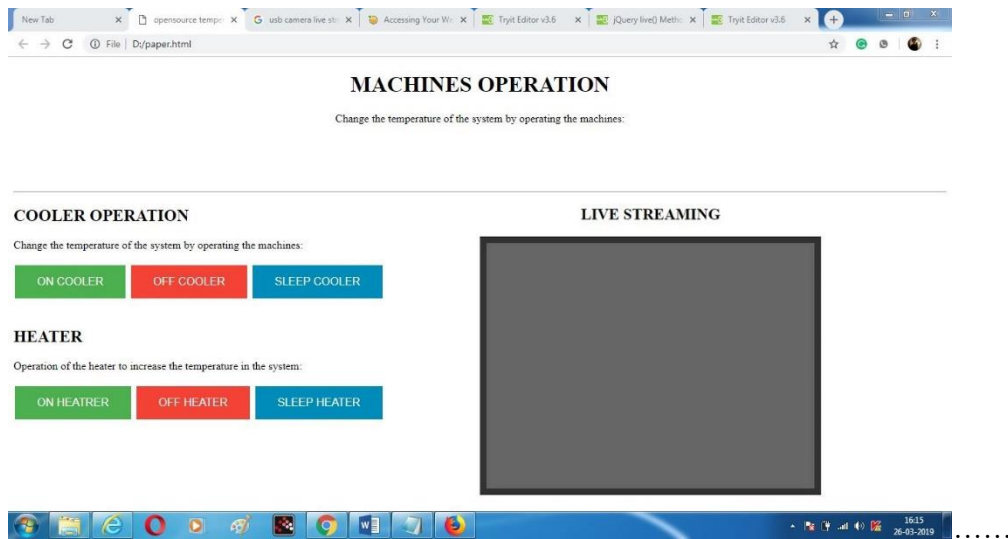 New Tab
opensource tempe
usb camera live str
Accessing Your We
Tryit Editor v3.6
jQuery live() Metho
Tryit Editor v3.6
File | D:/paper.html
MACHINES OPERATION
Change the temperature of the system by operating the machines:
COOLER OPERATION
Change the temperature of the system by operating the machines:
ON COOLER OFF COOLER SLEEP COOLER
HEATER
Operation of the heater to increase the temperature in the system:
ON HEATRER OFF HEATER SLEEP HEATER
LIVE STREAMING
16:15
26-03-2019
......